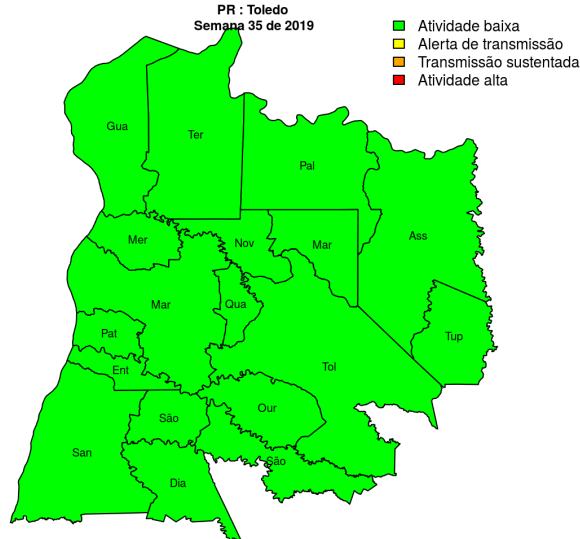 PR : Toledo
Semana 35 de 2019
Atividade baixa
Alerta de transmissão
Transmissão sustentada
Atividade alta
Gua
Ter
Pal
Mer
Nov
Mar
Ass
Mar
Qua
Pat
Tup
Ent
Tol
São
Our
San
São
Dia